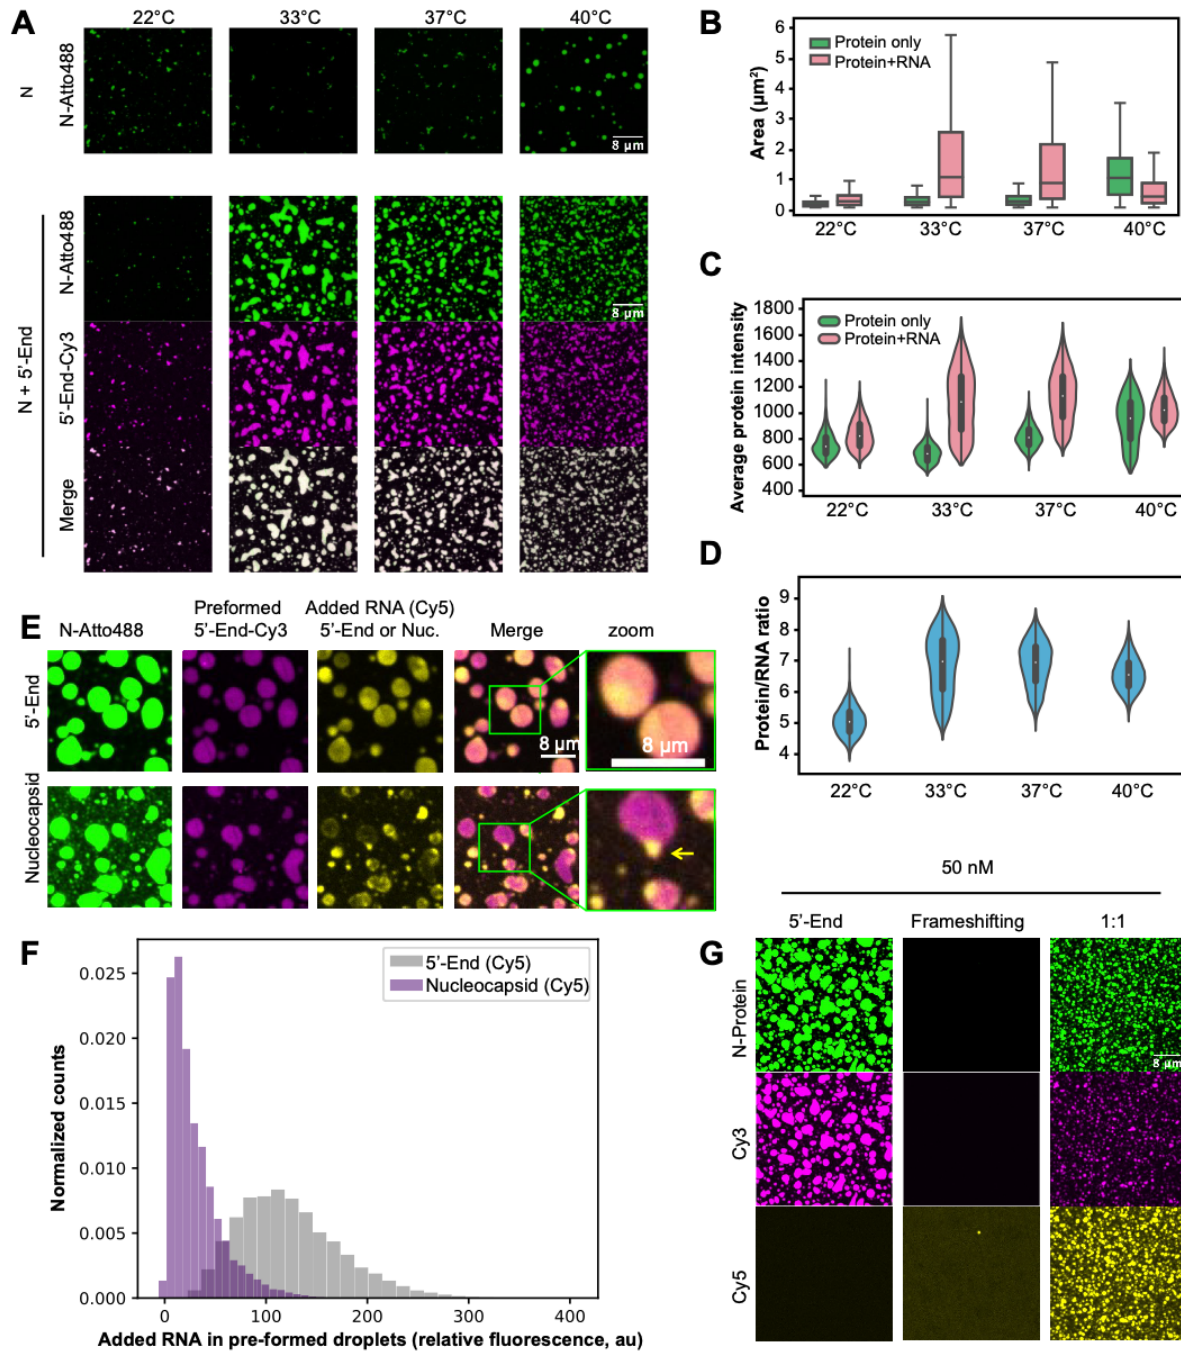 A
22°C 33°C 37°C 40°C
N
N-Atto488
8 µm
N + 5'-End
N-Atto488
8 µm
5'-End-Cy3
Merge
B
Area (µm²)
6
5
4
3
2
1
0
Protein only
Protein+RNA
22°C 33°C 37°C 40°C
C
Average protein intensity
1800
1600
1400
1200
1000
800
600
400
Protein only
Protein+RNA
22°C 33°C 37°C 40°C
D
Protein/RNA ratio
9
8
7
6
5
4
22°C 33°C 37°C 40°C
E
N-Atto488
Preformed
5'-End-Cy3
Added RNA (Cy5)
5'-End or Nuc.
Merge
zoom
5'-End
8 µm
8 µm
Nucleocapsid
F
Normalized counts
0.025
0.020
0.015
0.010
0.005
0.000
5'-End (Cy5)
Nucleocapsid (Cy5)
0 100 200 300 400
Added RNA in pre-formed droplets (relative fluorescence, au)
50 nM
G
5'-End Frameshifting 1:1
N-Protein
8 µm
Cy3
Cy5